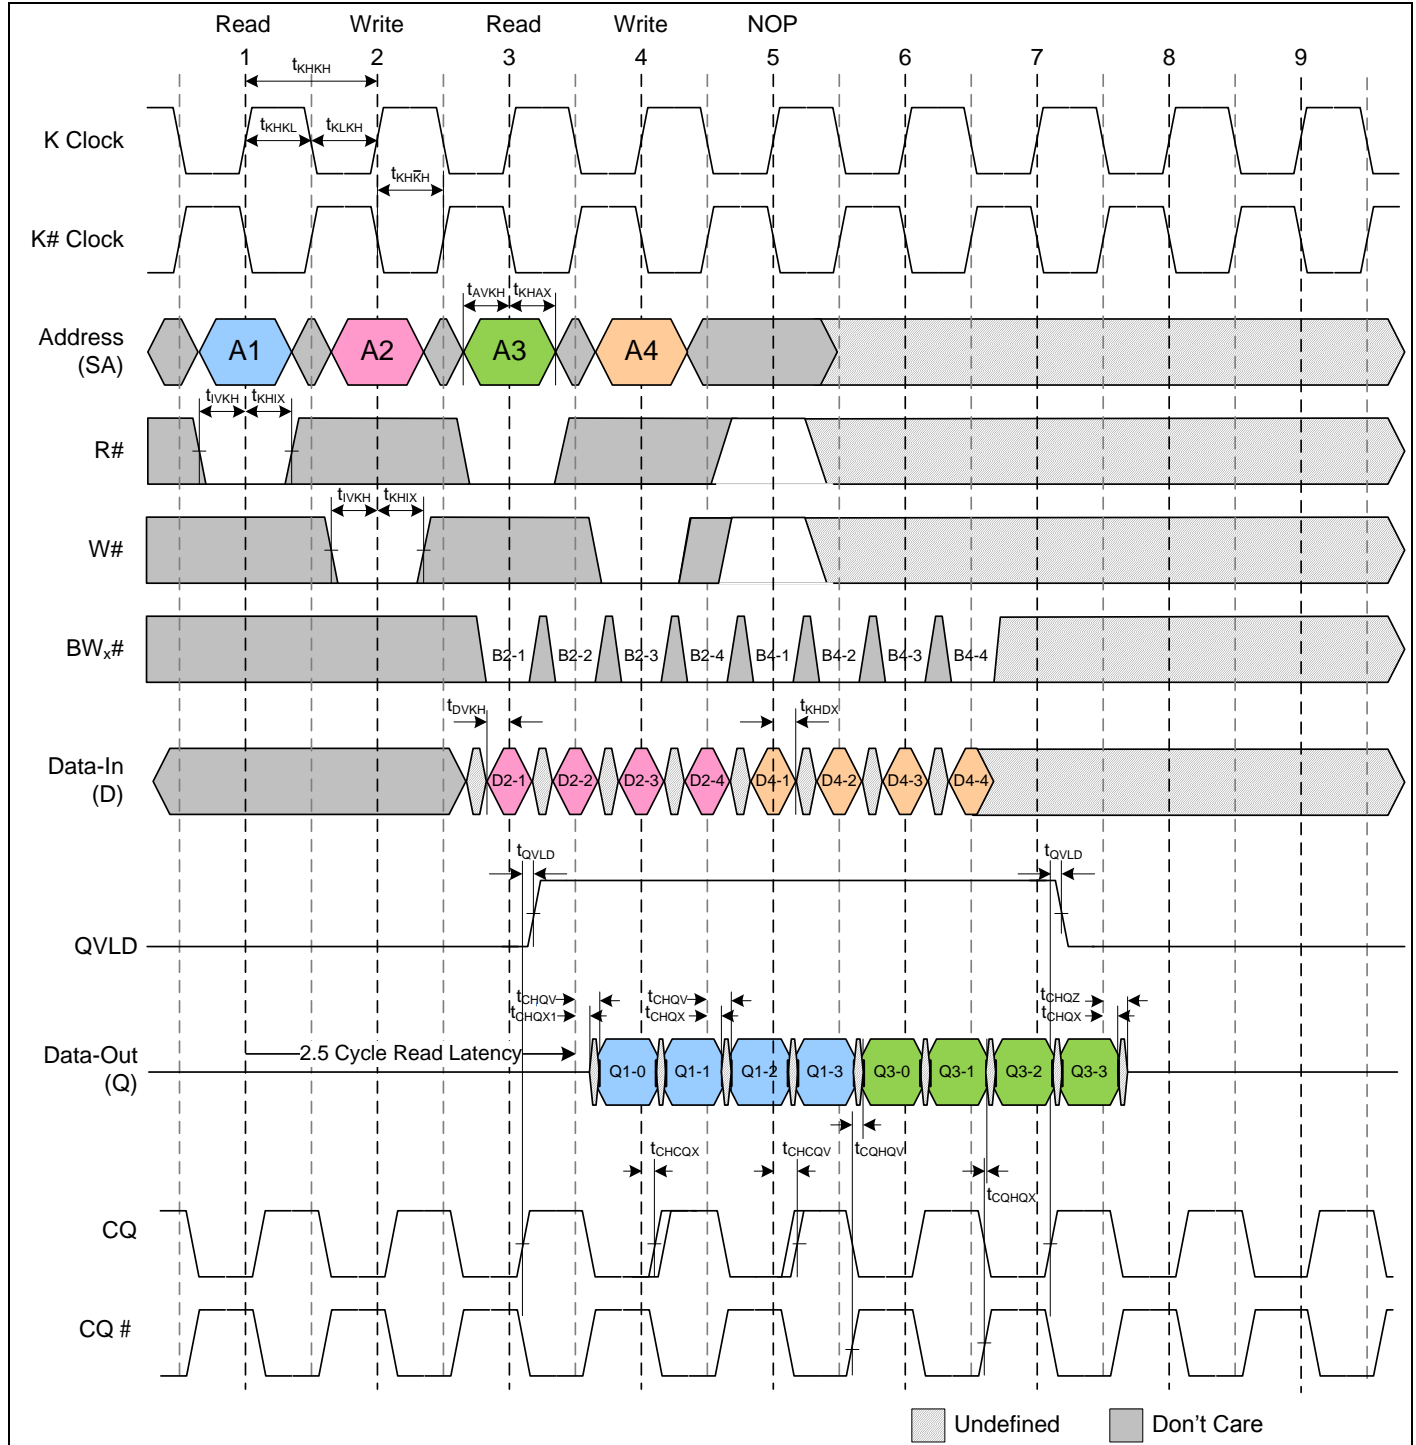 Read Write Read Write NOP
1 2 3 4 5 6 7 8 9
tKHKH
K Clock
tKHKL tKLKH
tKHK̅H
K# Clock
tAVKH tKHAX
Address
(SA)
A1 A2 A3 A4
tIVKH tKHIX
R#
tIVKH tKHIX
W#
BWx#
B2-1 B2-2 B2-3 B2-4 B4-1 B4-2 B4-3 B4-4
tDVKH tKHDX
Data-In
(D)
D2-1 D2-2 D2-3 D2-4 D4-1 D4-2 D4-3 D4-4
tQVLD tQVLD
QVLD
tCHQV tCHQV tCHQZ
tCHQX1 tCHQX tCHQX
Data-Out
(Q)
2.5 Cycle Read Latency
Q1-0 Q1-1 Q1-2 Q1-3 Q3-0 Q3-1 Q3-2 Q3-3
tCHCQX tCHCQV tCQHQV
tCQHQX
CQ
CQ #
Undefined Don't Care